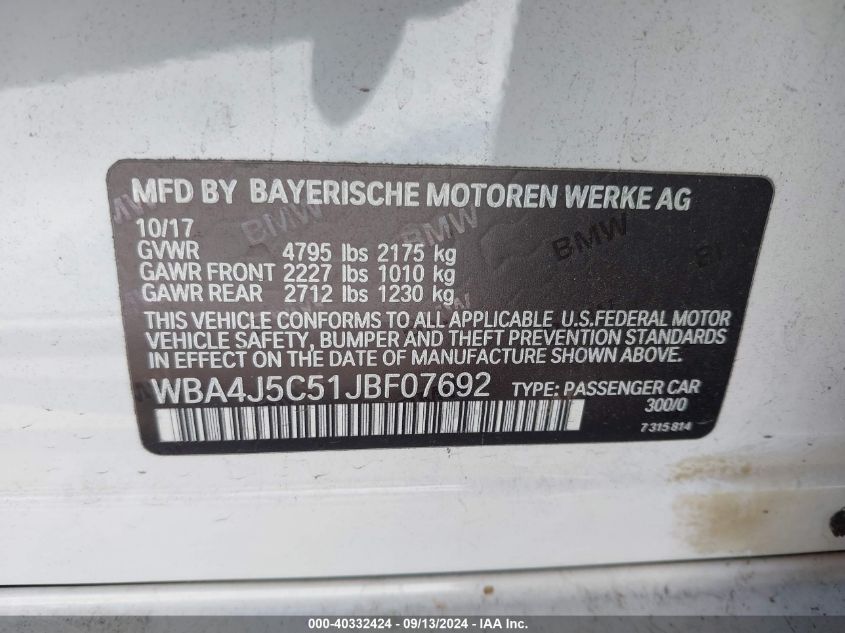 MFD BY BAYERISCHE MOTOREN WERKE AG
10/17
GVWR 4795 lbs 2175 kg
GAWR FRONT 2227 lbs 1010 kg
GAWR REAR 2712 lbs 1230 kg
THIS VEHICLE CONFORMS TO ALL APPLICABLE U.S.FEDERAL MOTOR
VEHICLE SAFETY, BUMPER AND THEFT PREVENTION STANDARDS
IN EFFECT ON THE DATE OF MANUFACTURE SHOWN ABOVE.
WBA4J5C51JBF07692 TYPE: PASSENGER CAR
300/0
7 315 814
BMW
BMW
BMW
000-40332424 / 09/13/2024 - IAA Inc.